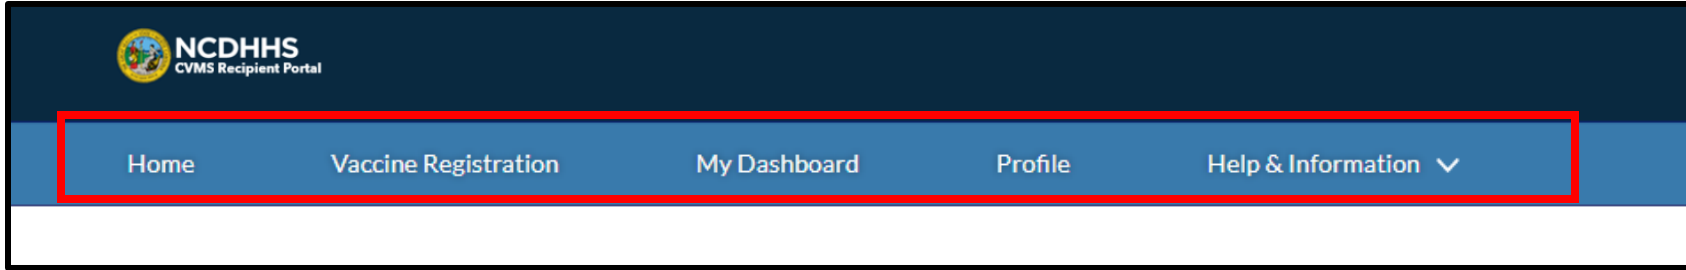 NCDHHS
CVMS Recipient Portal
Home Vaccine Registration My Dashboard Profile Help & Information